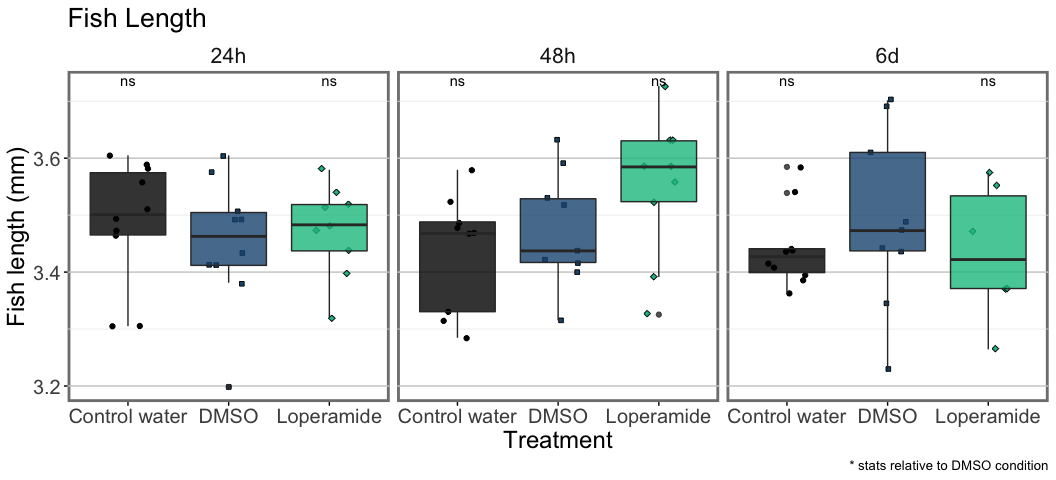 Fish Length
24h
48h
6d
ns
ns
ns
ns
ns
ns
Fish length (mm)
3.6
3.4
3.2
Control water
DMSO
Loperamide
Control water
DMSO
Loperamide
Control water
DMSO
Loperamide
Treatment
* stats relative to DMSO condition